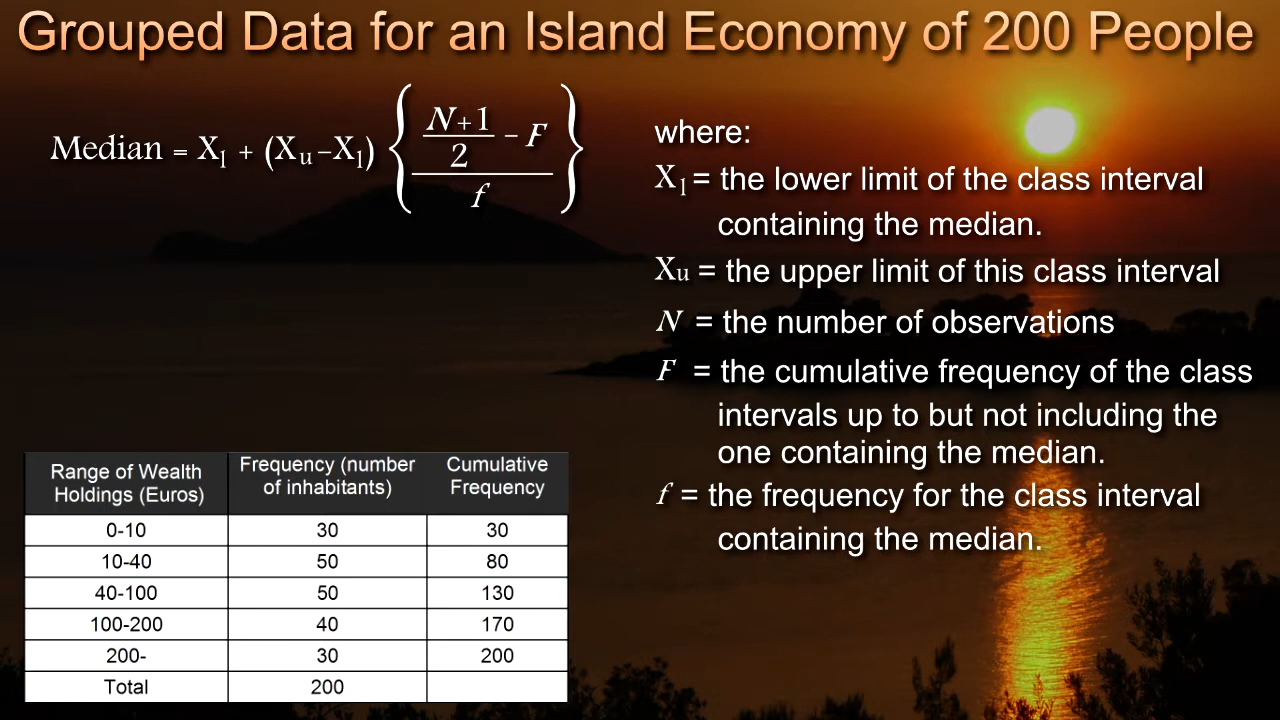 Grouped Data for an Island Economy of 200 People
Median = Xl + (Xu – Xl) { ((N+1)/2 – F) / f }
where:
Xl = the lower limit of the class interval
containing the median.
Xu = the upper limit of this class interval
N = the number of observations
F = the cumulative frequency of the class
intervals up to but not including the
one containing the median.
f = the frequency for the class interval
containing the median.
Range of Wealth Holdings (Euros) Frequency (number of inhabitants) Cumulative Frequency
0-10 30 30
10-40 50 80
40-100 50 130
100-200 40 170
200- 30 200
Total 200